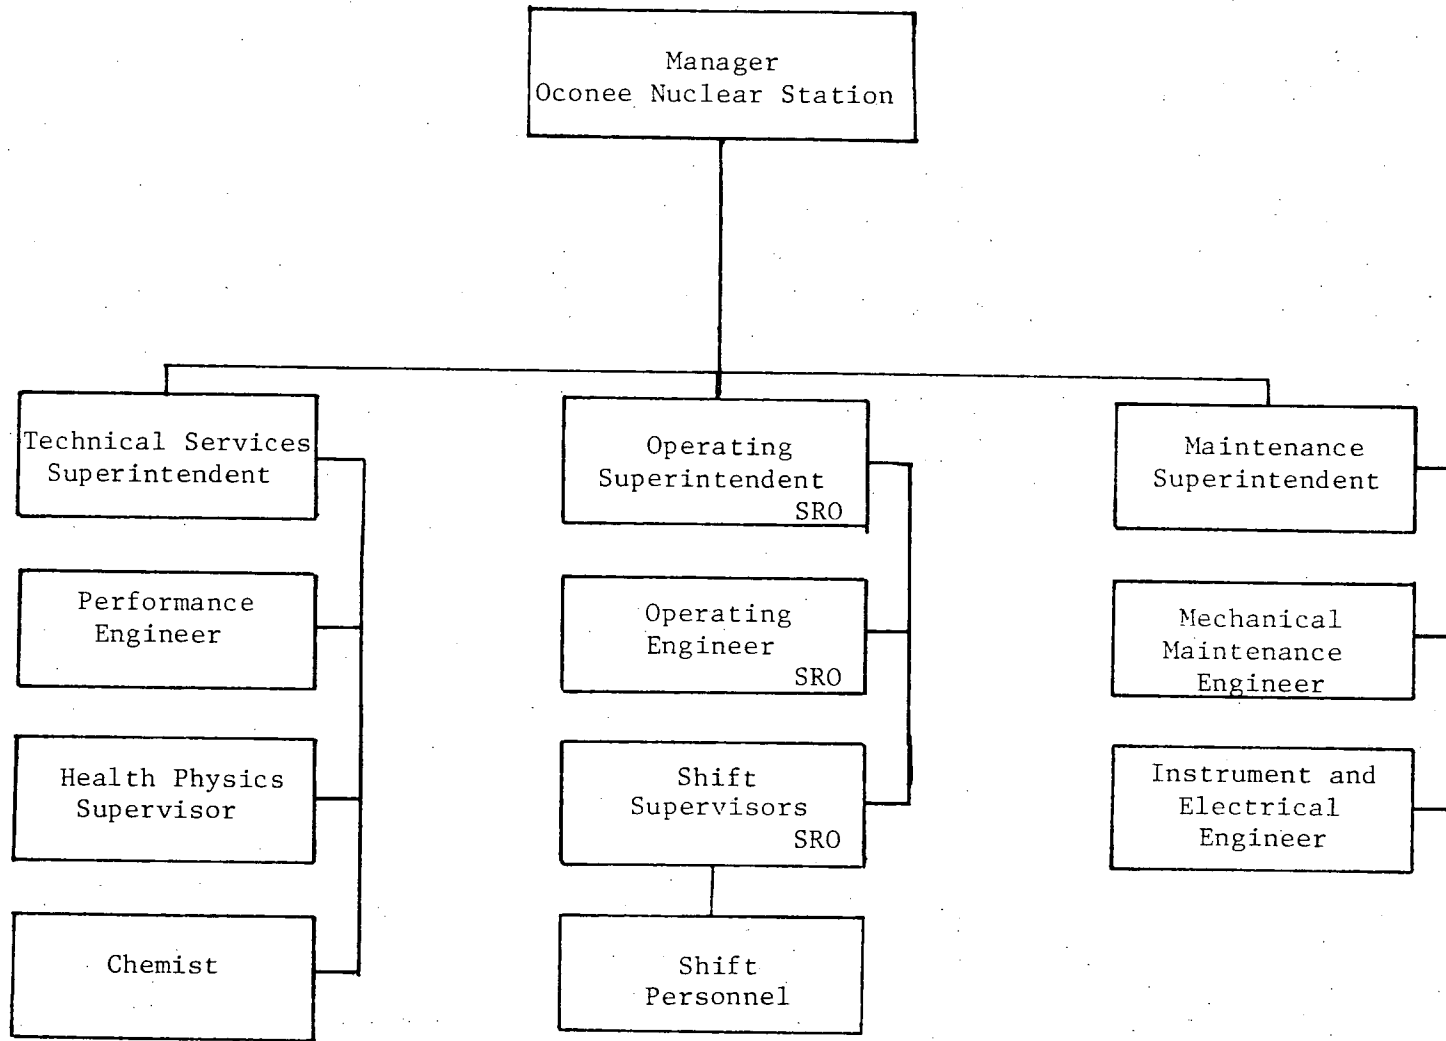 Manager
Oconee Nuclear Station
Technical Services
Superintendent
Performance
Engineer
Health Physics
Supervisor
Chemist
Operating
Superintendent
SRO
Operating
Engineer
SRO
Shift
Supervisors
SRO
Shift
Personnel
Maintenance
Superintendent
Mechanical
Maintenance
Engineer
Instrument and
Electrical
Engineer